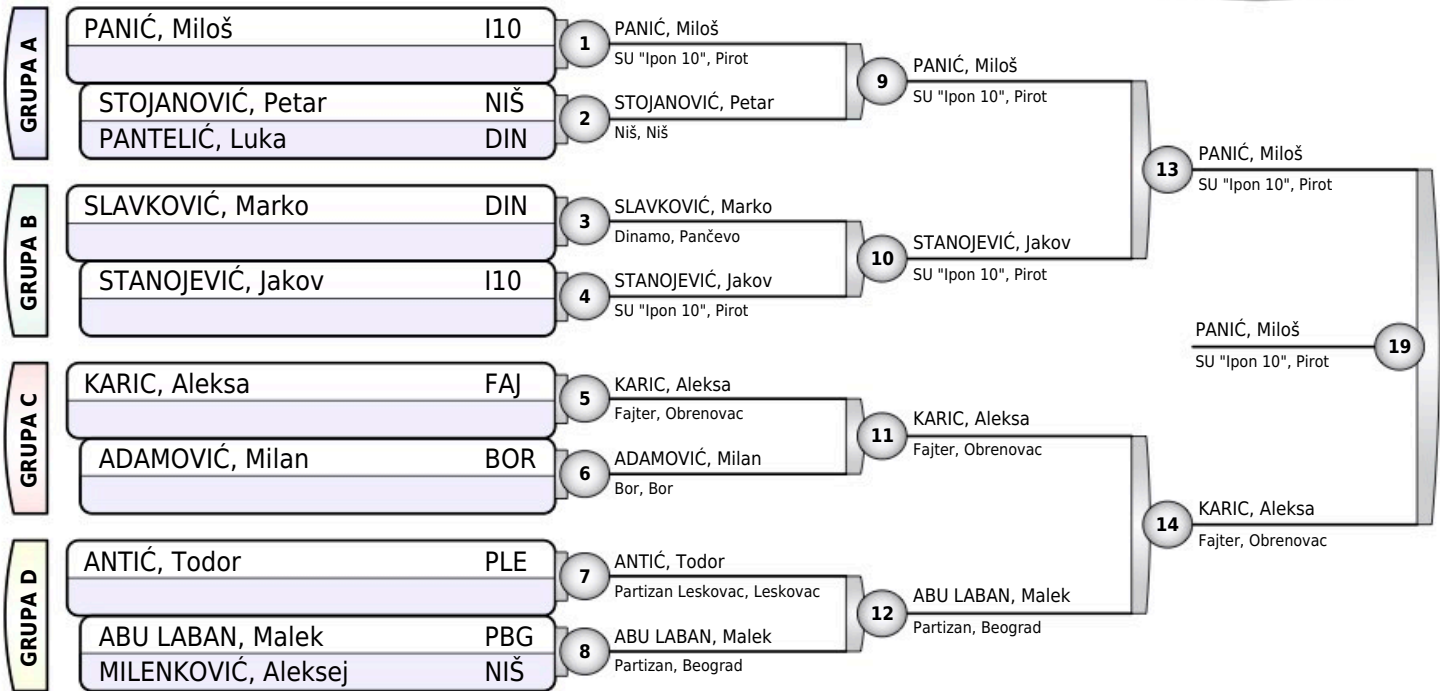 GRUPA A
PANIĆ, Miloš I10
STOJANOVIĆ, Petar NIŠ
PANTELIĆ, Luka DIN
GRUPA B
SLAVKOVIĆ, Marko DIN
STANOJEVIĆ, Jakov I10
GRUPA C
KARIC, Aleksa FAJ
ADAMOVIĆ, Milan BOR
GRUPA D
ANTIĆ, Todor PLE
ABU LABAN, Malek PBG
MILENKOVIĆ, Aleksej NIŠ
1
PANIĆ, Miloš
SU "Ipon 10", Pirot
2
STOJANOVIĆ, Petar
Niš, Niš
3
SLAVKOVIĆ, Marko
Dinamo, Pančevo
4
STANOJEVIĆ, Jakov
SU "Ipon 10", Pirot
5
KARIC, Aleksa
Fajter, Obrenovac
6
ADAMOVIĆ, Milan
Bor, Bor
7
ANTIĆ, Todor
Partizan Leskovac, Leskovac
8
ABU LABAN, Malek
Partizan, Beograd
9
PANIĆ, Miloš
SU "Ipon 10", Pirot
10
STANOJEVIĆ, Jakov
SU "Ipon 10", Pirot
11
KARIC, Aleksa
Fajter, Obrenovac
12
ABU LABAN, Malek
Partizan, Beograd
13
PANIĆ, Miloš
SU "Ipon 10", Pirot
14
KARIC, Aleksa
Fajter, Obrenovac
PANIĆ, Miloš
SU "Ipon 10", Pirot
19